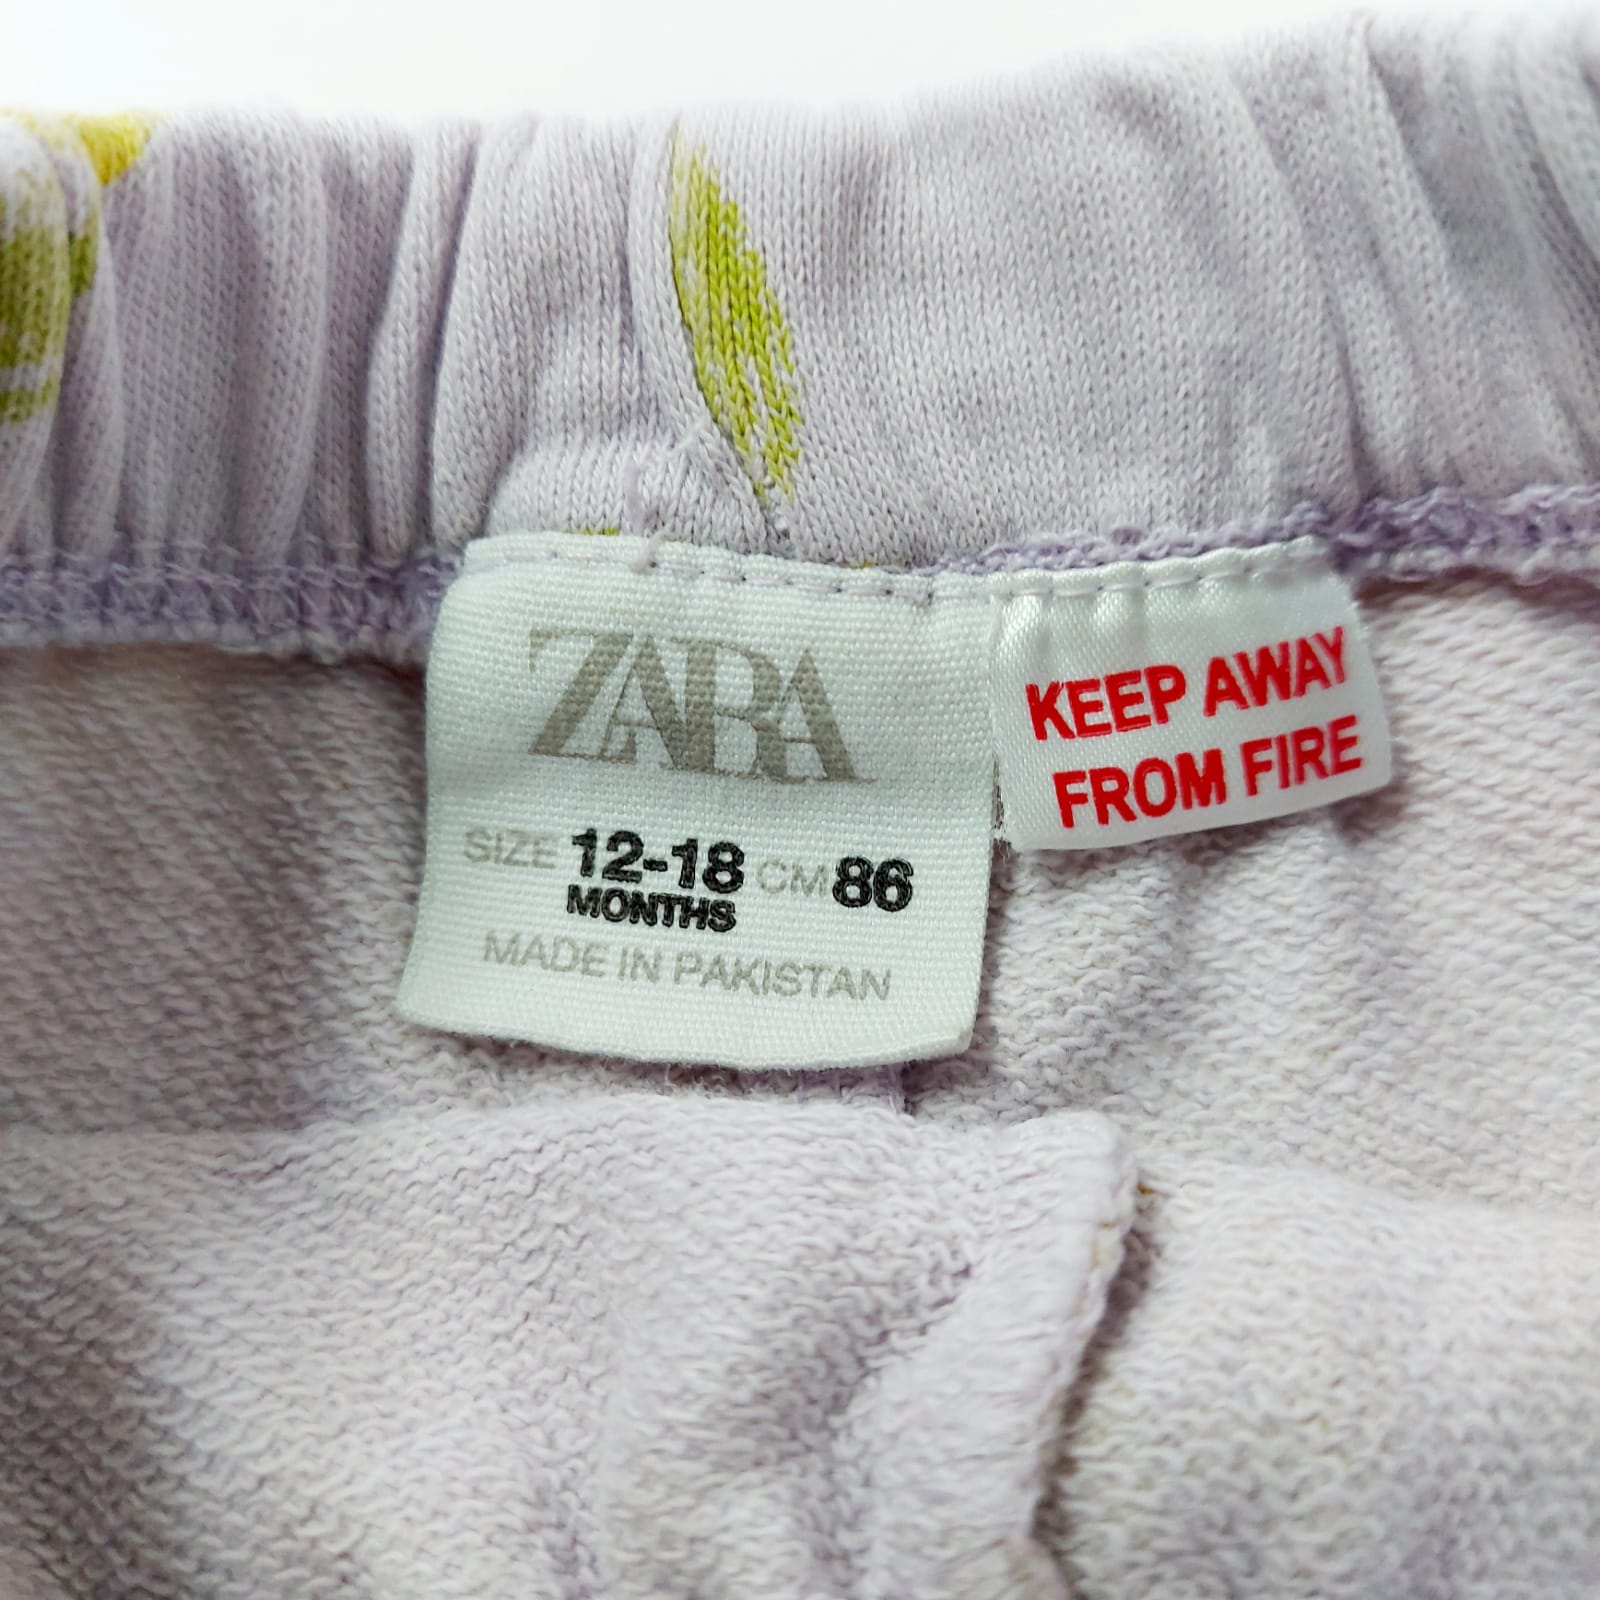 ZARA
SIZE 12-18 CM 86
MONTHS
MADE IN PAKISTAN
KEEP AWAY
FROM FIRE